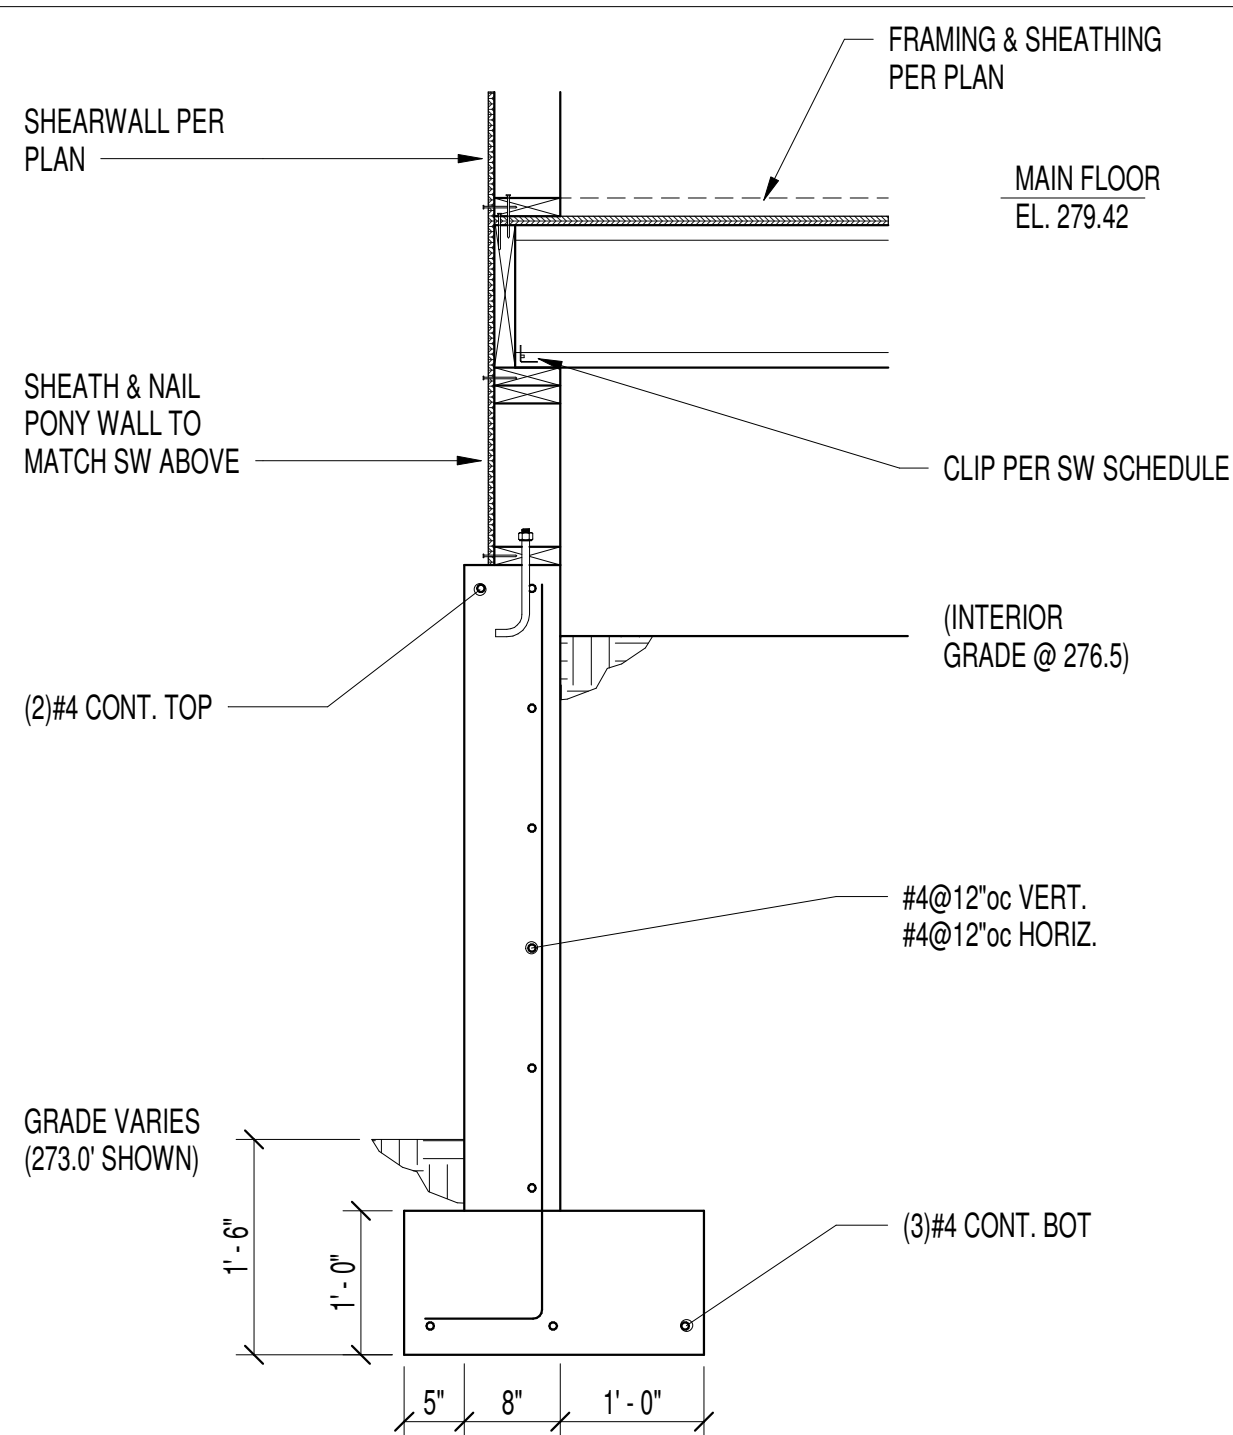 FRAMING & SHEATHING
PER PLAN
SHEARWALL PER
PLAN
MAIN FLOOR
EL. 279.42
SHEATH & NAIL
PONY WALL TO
MATCH SW ABOVE
CLIP PER SW SCHEDULE
(INTERIOR
GRADE @ 276.5)
(2)#4 CONT. TOP
#4@12"oc VERT.
#4@12"oc HORIZ.
GRADE VARIES
(273.0' SHOWN)
1' - 6"
1' - 0"
(3)#4 CONT. BOT
5"
8"
1' - 0"